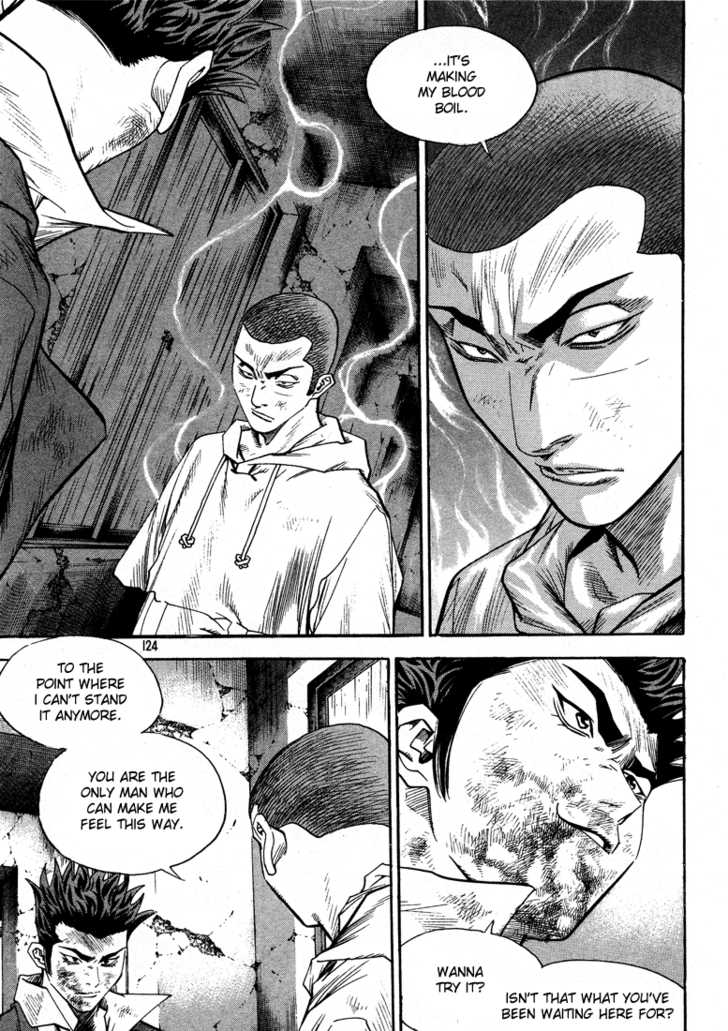 ...IT'S
MAKING
MY BLOOD
BOIL.
124
TO THE
POINT WHERE
I CAN'T STAND
IT ANYMORE.
YOU ARE THE
ONLY MAN WHO
CAN MAKE ME
FEEL THIS WAY.
WANNA
TRY IT?
ISN'T THAT WHAT YOU'VE
BEEN WAITING HERE FOR?